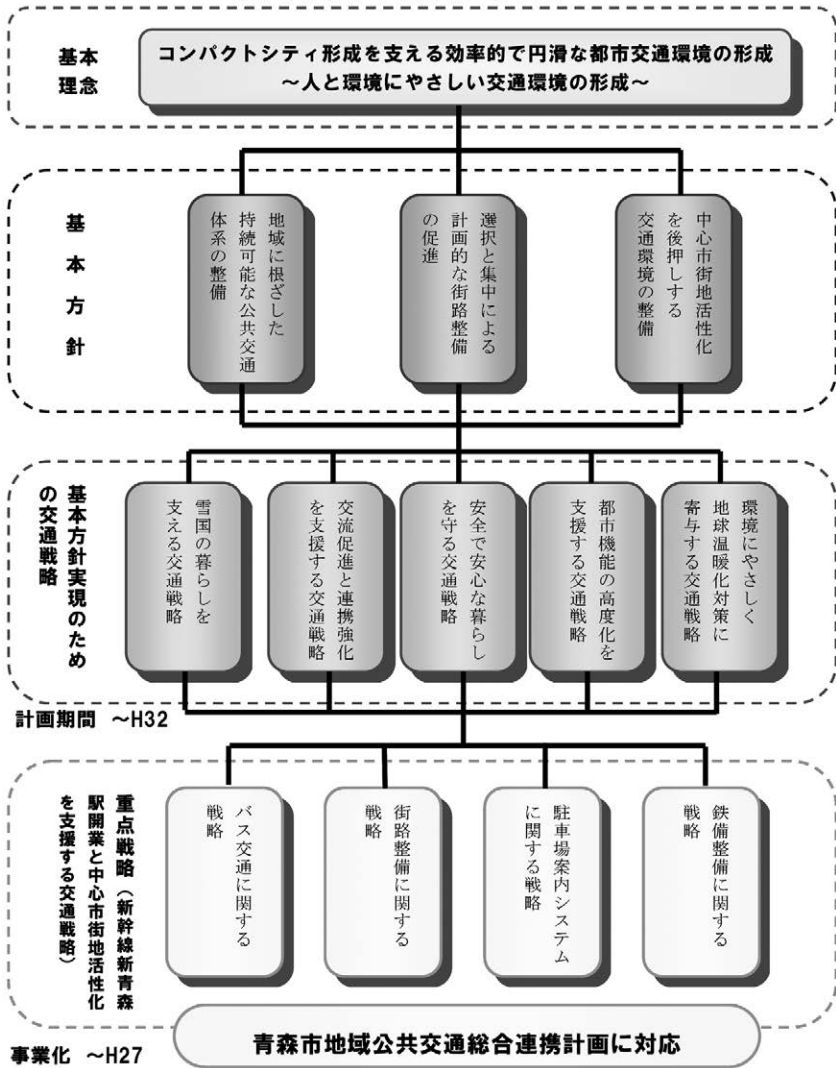 基本
理念
コンパクトシティ形成を支える効率的で円滑な都市交通環境の形成
～人と環境にやさしい交通環境の形成～
基本方針
地域に根ざした
持続可能な公共交通
体系の整備
選択と集中による
計画的な街路整備
の促進
中心市街地活性化
を後押しする
交通環境の整備
基本方針実現のため
の交通戦略
雪国の暮らしを
支える交通戦略
交流促進と連携強化
を支援する交通戦略
安全で安心な暮らし
を守る交通戦略
都市機能の高度化を
支援する交通戦略
環境にやさしく
地球温暖化対策に
寄与する交通戦略
計画期間 ～H32
重点戦略（新幹線新青森
駅開業と中心市街地活性化
を支援する交通戦略）
バス交通に関する
戦略
街路整備に関する
戦略
駐車場案内システム
に関する戦略
鉄備整備に関する
戦略
事業化 ～H27
青森市地域公共交通総合連携計画に対応